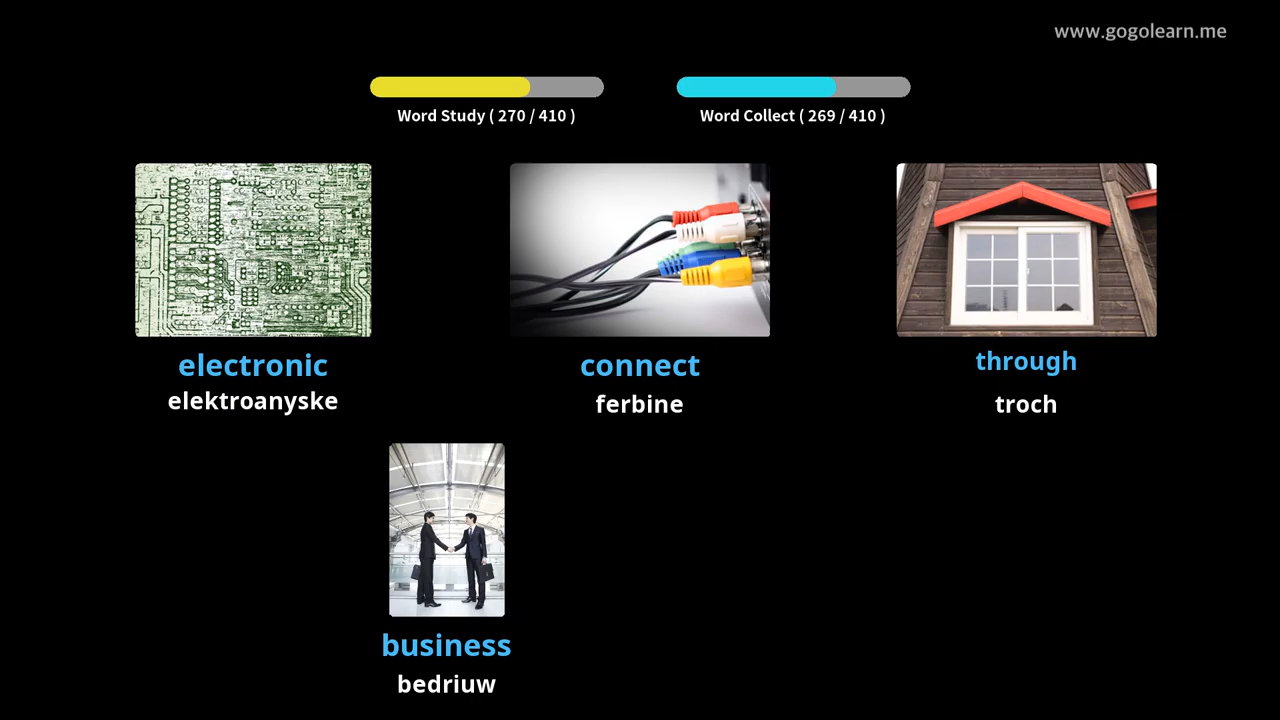 www.gogolearn.me
Word Study ( 270 / 410 )
Word Collect ( 269 / 410 )
electronic
elektroanyske
connect
ferbine
through
troch
business
bedriuw